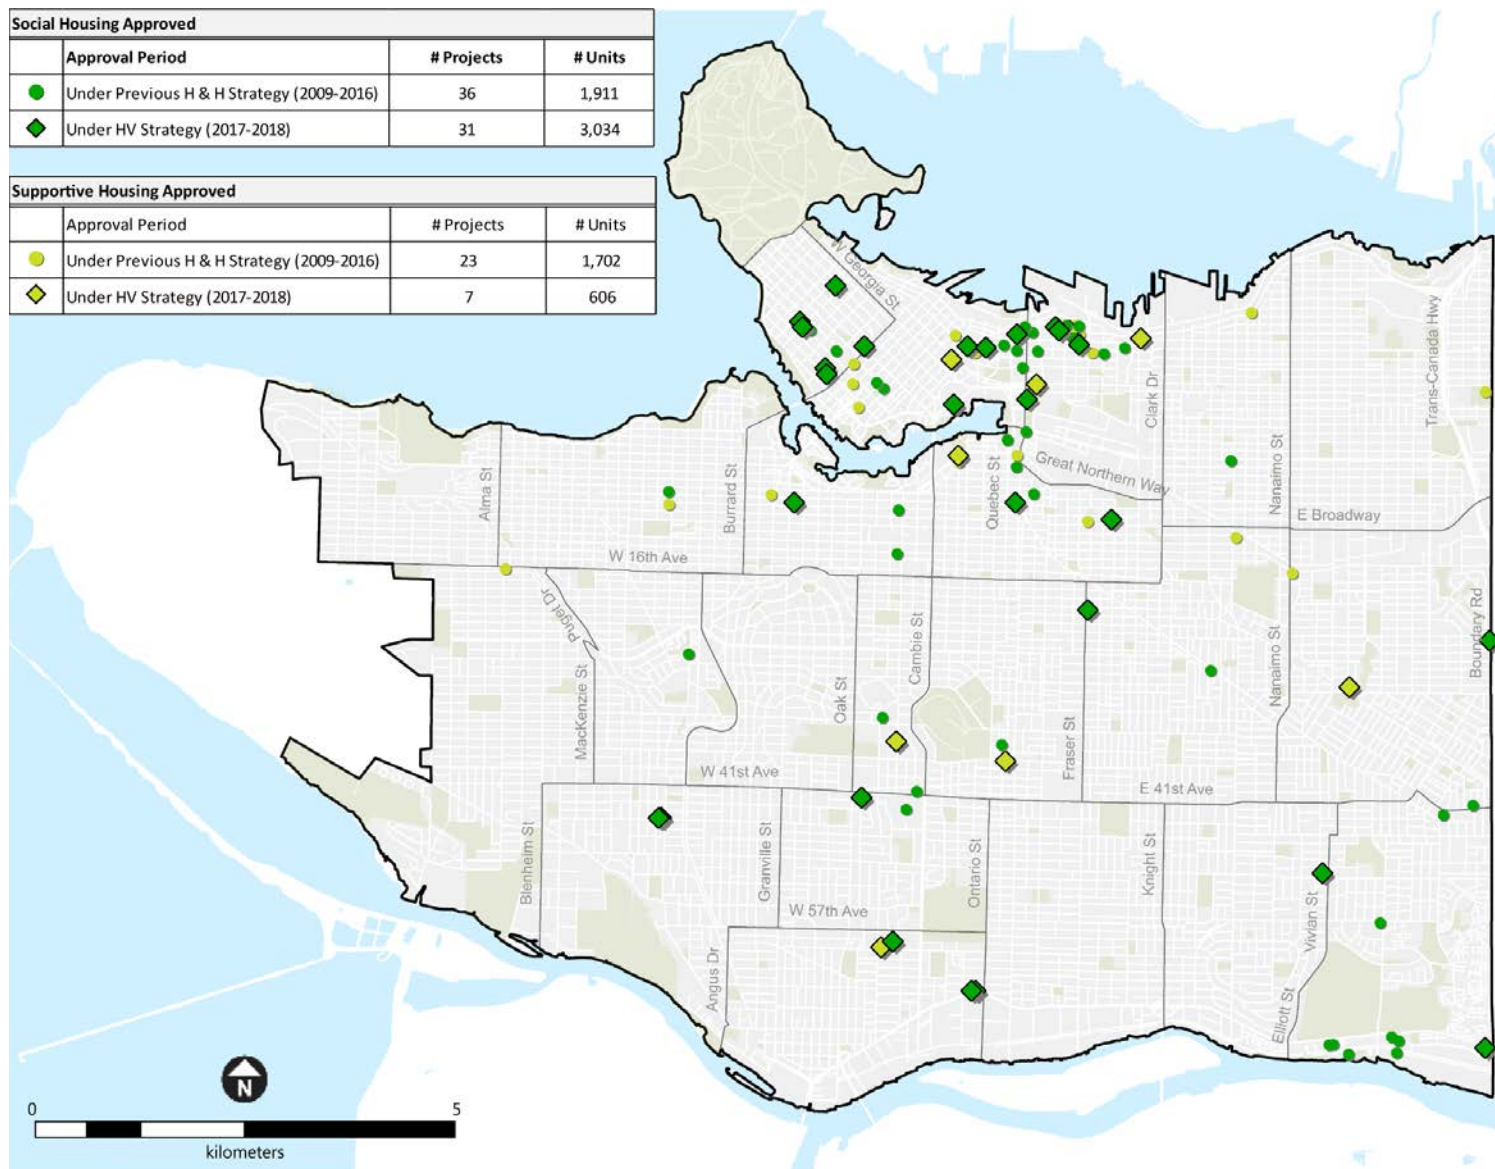 Social Housing Approved
Approval Period # Projects # Units
Under Previous H & H Strategy (2009-2016) 36 1,911
Under HV Strategy (2017-2018) 31 3,034
Supportive Housing Approved
Approval Period # Projects # Units
Under Previous H & H Strategy (2009-2016) 23 1,702
Under HV Strategy (2017-2018) 7 606
W Georgia St
Trans-Canada Hwy
Clark Dr
Nanaimo St
Alma St
Burrard St
Quebec St
Great Northern Way
E Broadway
W 16th Ave
Puget Dr
MacKenzie St
Oak St
Cambie St
Fraser St
Nanaimo St
Boundary Rd
W 41st Ave
E 41st Ave
Blenheim St
Granville St
Ontario St
Knight St
Vivian St
W 57th Ave
Angus Dr
Elliott St
N
0 5
kilometers